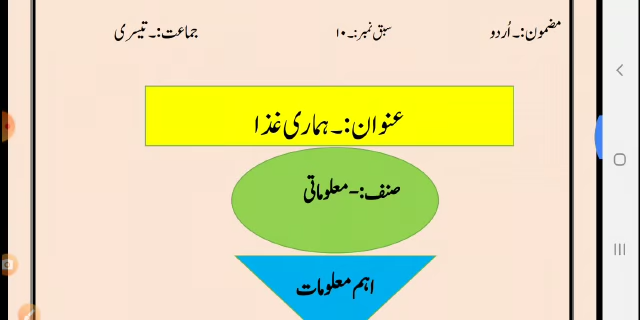 مضمون:۔ اُردو سبق نمبر:۔۱۰ جماعت:۔ تیسری
عنوان:۔ ہماری غذا
صنف:-معلوماتی
اہم معلومات